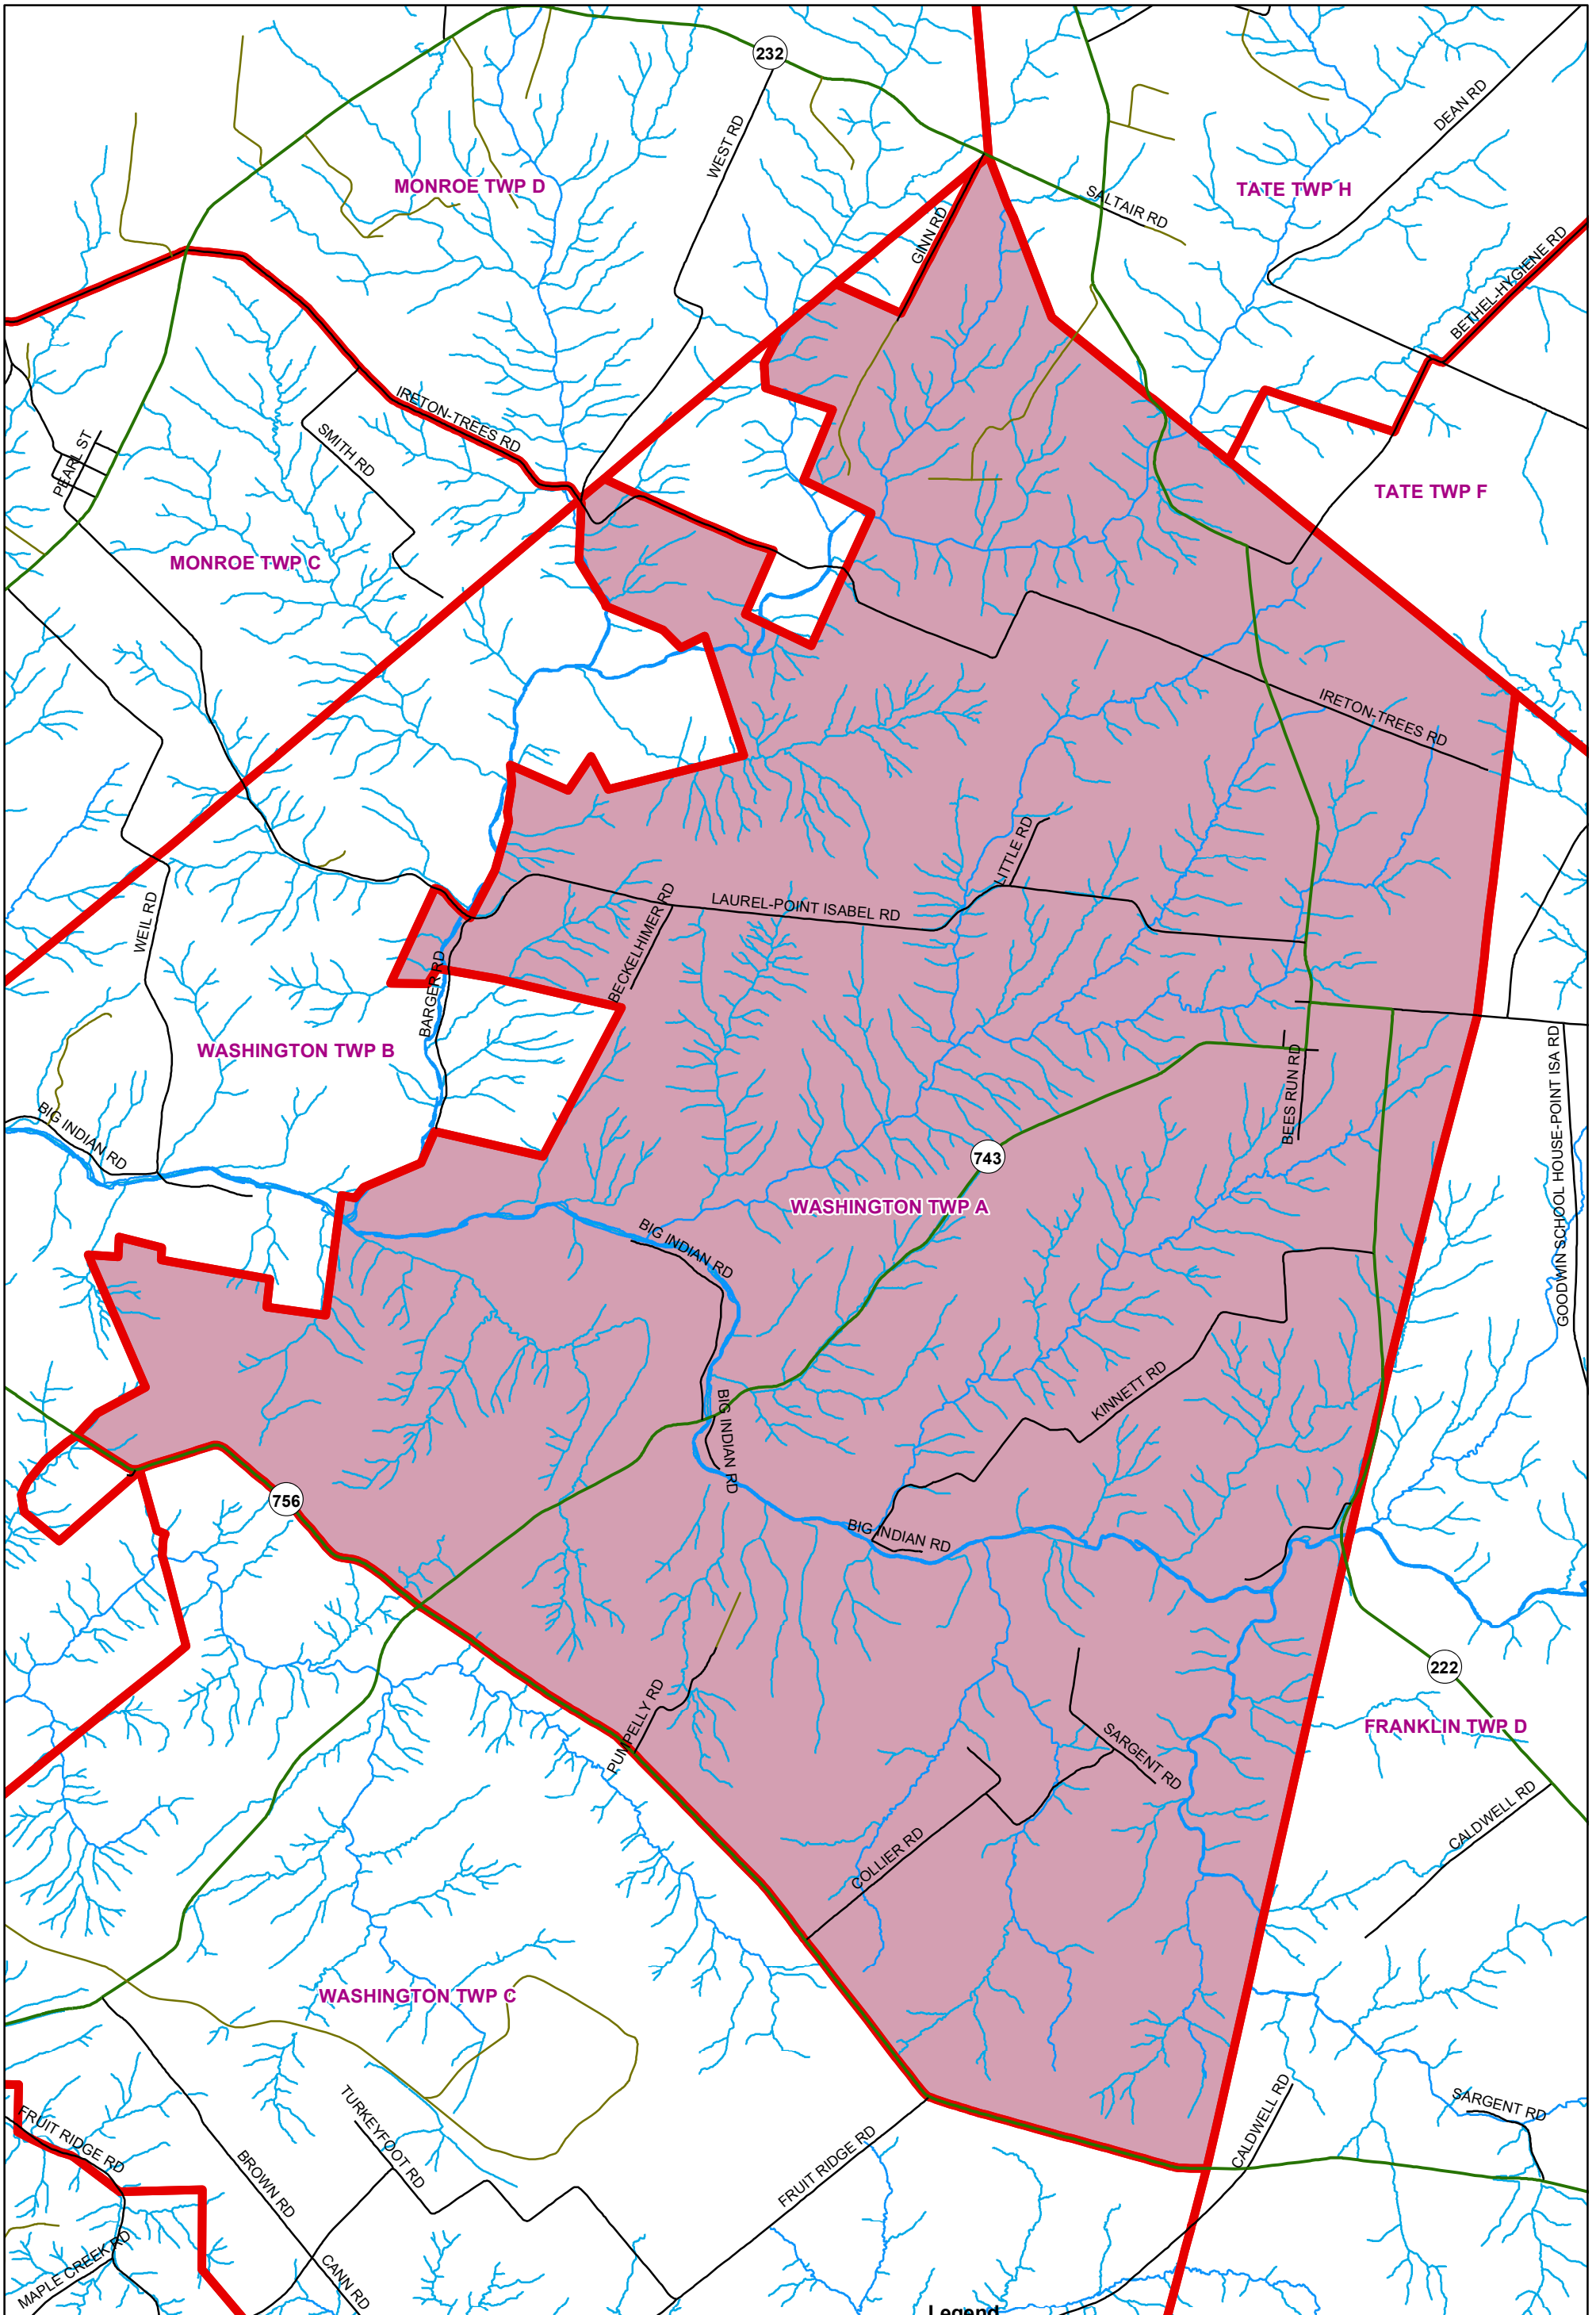 232
DEAN RD
WEST RD
MONROE TWP D
TATE TWP H
SALTAIR RD
GINN RD
BETHEL-HYGIENE RD
IRETON-TREES RD
SMITH RD
PEARL ST
TATE TWP F
MONROE TWP C
IRETON-TREES RD
LITTLE RD
LAUREL-POINT ISABEL RD
BECKELHIMER RD
WEIL RD
BARGER RD
WASHINGTON TWP B
BEES RUN RD
GOODWIN SCHOOL HOUSE-POINT ISA RD
BIG INDIAN RD
743
WASHINGTON TWP A
BIG INDIAN RD
KINNETT RD
BIG INDIAN RD
756
BIG INDIAN RD
222
PUMPELLY RD
FRANKLIN TWP D
SARGENT RD
CALDWELL RD
COLLIER RD
WASHINGTON TWP C
CALDWELL RD
SARGENT RD
TURKEYFOOT RD
FRUIT RIDGE RD
BROWN RD
FRUIT RIDGE RD
MAPLE CREEK RD
CANN RD
Legend